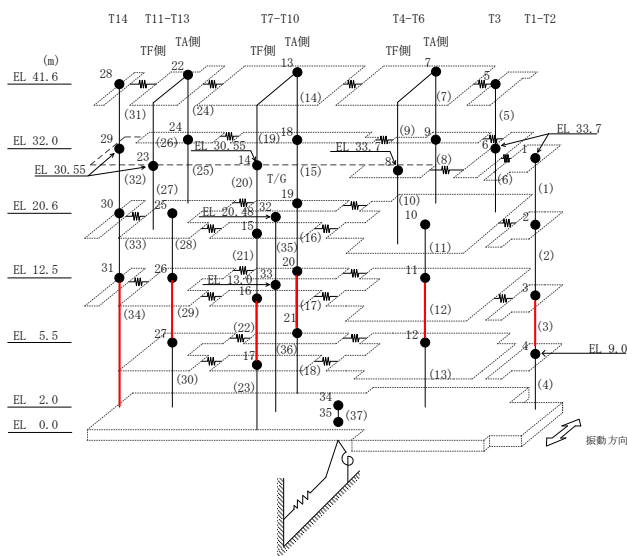 T14 T11-T13 T7-T10 T4-T6 T3 T1-T2
TF側 TA側 TF側 TA側 TF側 TA側
(m)
EL 41.6 28 22 13 7 5
(31) (24) (14) (7) (5)
EL 32.0 29 24 (26) (19) 18 (9) 9 6 1 EL 33.7
EL 30.55 23 EL 30.55 14 EL 33.7 8 (8) (6)
(32) (25) (20) T/G (15) (1)
(27) (10)
EL 20.6 30 25 19 32 EL 20.48 10 2
(33) (28) 15 (35) (16) (11) (2)
(21) 20
EL 12.5 31 26 33 EL 13.0 11 3
(34) (29) 16 (17) (12) (3)
EL 5.5 27 (22) 21 12 4 EL 9.0
(30) 17 (36) (18) (13) (4)
(23)
EL 2.0 34
EL 0.0 35 (37)
振動方向